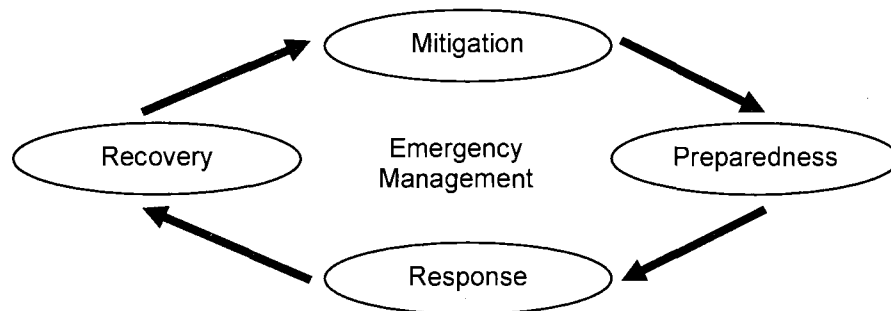 Mitigation
Recovery
Emergency
Management
Preparedness
Response